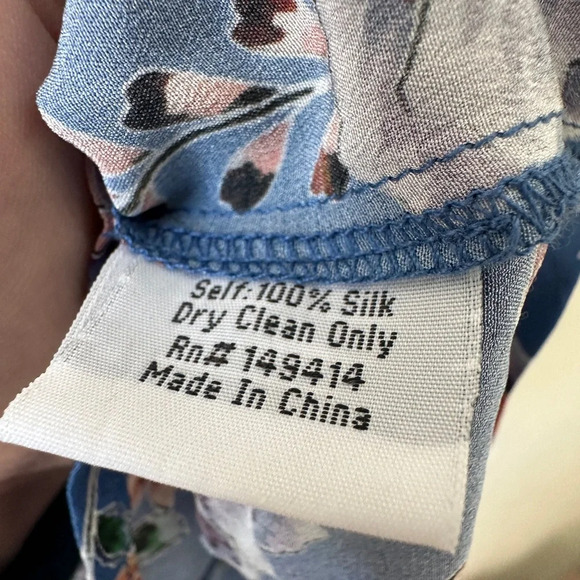 Self: 100% Silk
Dry Clean Only
Rn# 149414
Made In China